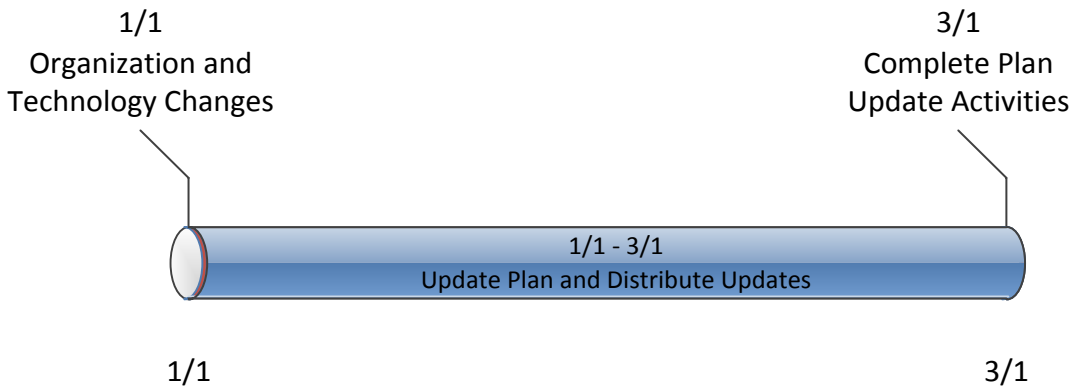 1/1
Organization and
Technology Changes
3/1
Complete Plan
Update Activities
1/1 - 3/1
Update Plan and Distribute Updates
1/1
3/1